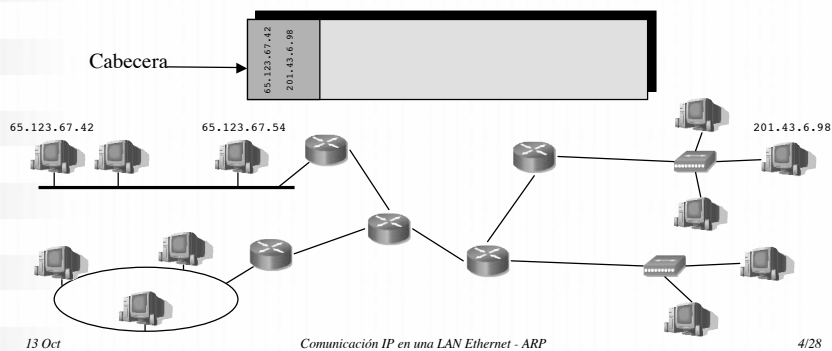 65.123.67.42
201.43.6.98
Cabecera
65.123.67.42
65.123.67.54
201.43.6.98
13 Oct
Comunicación IP en una LAN Ethernet - ARP
4/28